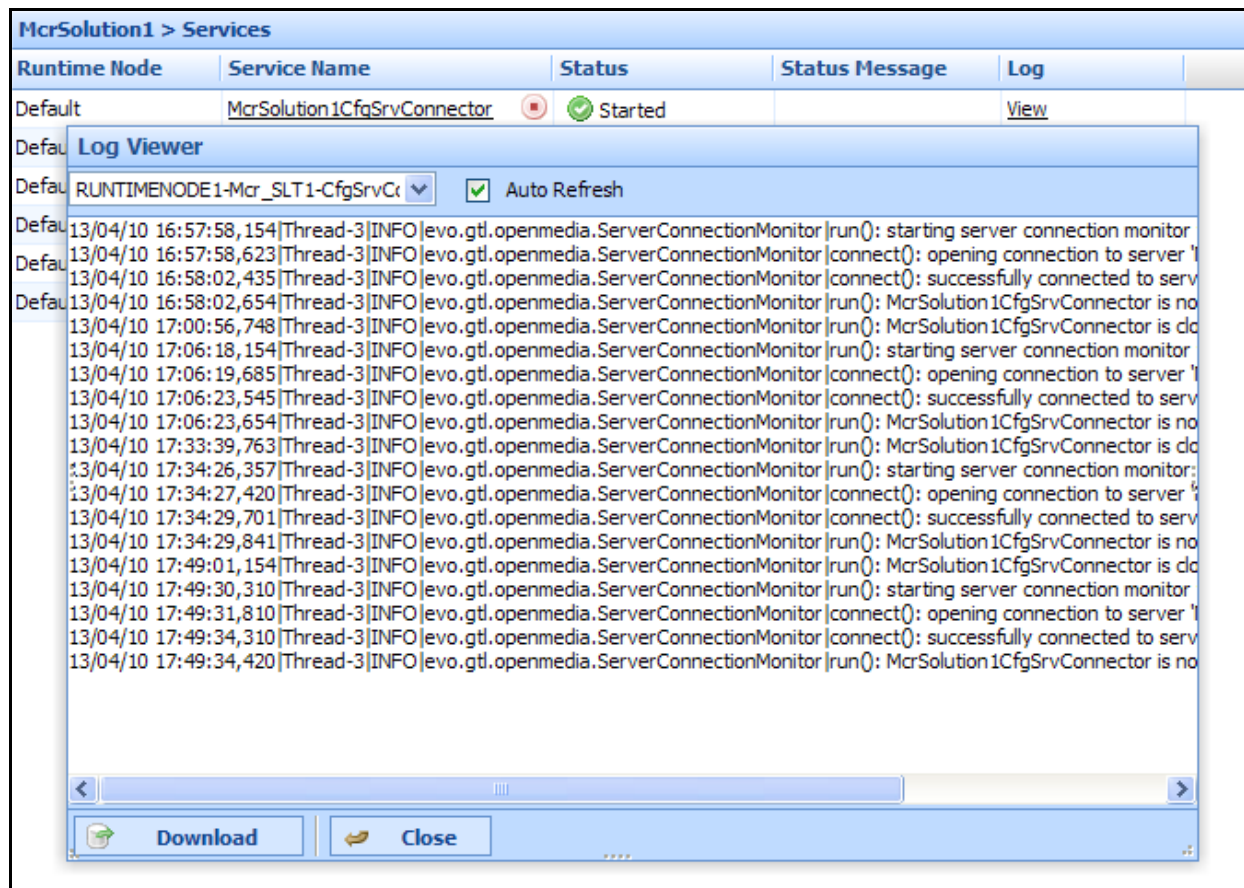 McrSolution1 > Services
Runtime Node Service Name Status Status Message Log
Default McrSolution1CfgSrvConnector Started View
Defau Log Viewer
Defau RUNTIMENODE1-Mcr_SLT1-CfgSrvCo Auto Refresh
Defau
Defau
Defau
13/04/10 16:57:58,154|Thread-3|INFO|evo.gtl.openmedia.ServerConnectionMonitor|run(): starting server connection monitor
13/04/10 16:57:58,623|Thread-3|INFO|evo.gtl.openmedia.ServerConnectionMonitor|connect(): opening connection to server
13/04/10 16:58:02,435|Thread-3|INFO|evo.gtl.openmedia.ServerConnectionMonitor|connect(): successfully connected to serv
13/04/10 16:58:02,654|Thread-3|INFO|evo.gtl.openmedia.ServerConnectionMonitor|run(): McrSolution1CfgSrvConnector is no
13/04/10 17:00:56,748|Thread-3|INFO|evo.gtl.openmedia.ServerConnectionMonitor|run(): McrSolution1CfgSrvConnector is clo
13/04/10 17:06:18,154|Thread-3|INFO|evo.gtl.openmedia.ServerConnectionMonitor|run(): starting server connection monitor
13/04/10 17:06:19,685|Thread-3|INFO|evo.gtl.openmedia.ServerConnectionMonitor|connect(): opening connection to server
13/04/10 17:06:23,545|Thread-3|INFO|evo.gtl.openmedia.ServerConnectionMonitor|connect(): successfully connected to serv
13/04/10 17:06:23,654|Thread-3|INFO|evo.gtl.openmedia.ServerConnectionMonitor|run(): McrSolution1CfgSrvConnector is no
13/04/10 17:33:39,763|Thread-3|INFO|evo.gtl.openmedia.ServerConnectionMonitor|run(): McrSolution1CfgSrvConnector is clo
13/04/10 17:34:26,357|Thread-3|INFO|evo.gtl.openmedia.ServerConnectionMonitor|run(): starting server connection monitor
13/04/10 17:34:27,420|Thread-3|INFO|evo.gtl.openmedia.ServerConnectionMonitor|connect(): opening connection to server
13/04/10 17:34:29,701|Thread-3|INFO|evo.gtl.openmedia.ServerConnectionMonitor|connect(): successfully connected to serv
13/04/10 17:34:29,841|Thread-3|INFO|evo.gtl.openmedia.ServerConnectionMonitor|run(): McrSolution1CfgSrvConnector is no
13/04/10 17:49:01,154|Thread-3|INFO|evo.gtl.openmedia.ServerConnectionMonitor|run(): McrSolution1CfgSrvConnector is clo
13/04/10 17:49:30,310|Thread-3|INFO|evo.gtl.openmedia.ServerConnectionMonitor|run(): starting server connection monitor
13/04/10 17:49:31,810|Thread-3|INFO|evo.gtl.openmedia.ServerConnectionMonitor|connect(): opening connection to server
13/04/10 17:49:34,310|Thread-3|INFO|evo.gtl.openmedia.ServerConnectionMonitor|connect(): successfully connected to serv
13/04/10 17:49:34,420|Thread-3|INFO|evo.gtl.openmedia.ServerConnectionMonitor|run(): McrSolution1CfgSrvConnector is no
Download Close